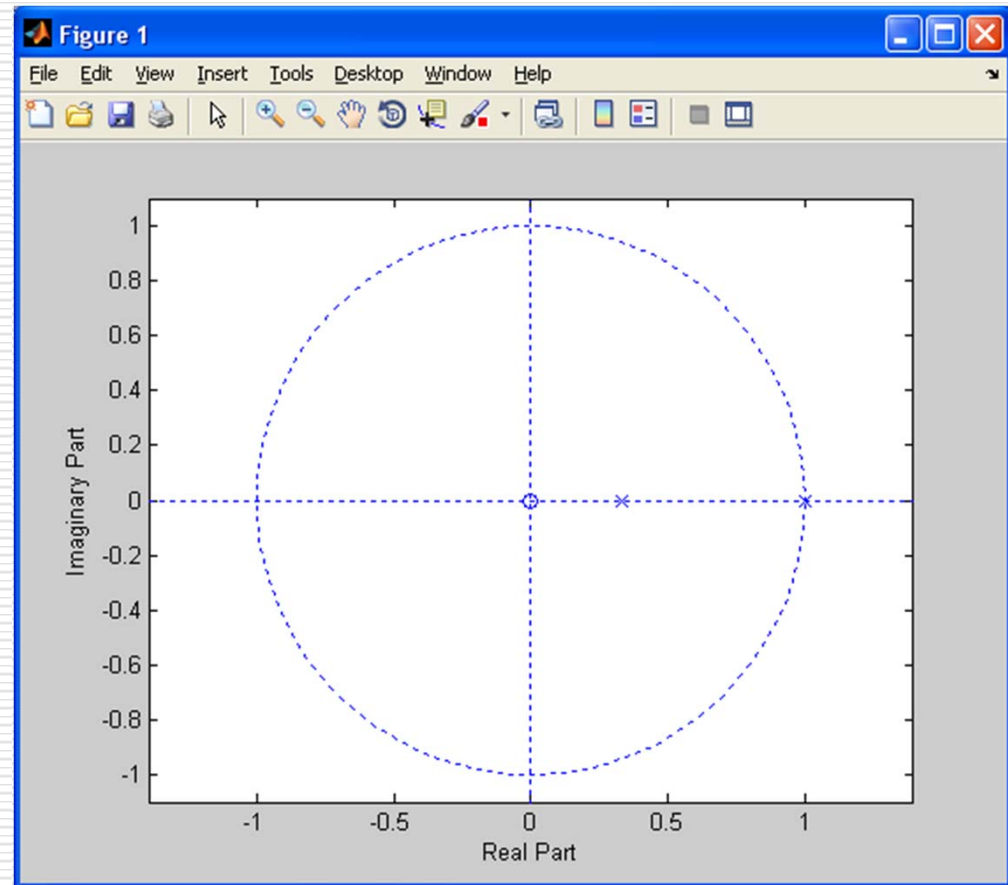 Figure 1
File Edit View Insert Tools Desktop Window Help
1
0.8
0.6
0.4
0.2
0
-0.2
-0.4
-0.6
-0.8
-1
Imaginary Part
-1 -0.5 0 0.5 1
Real Part